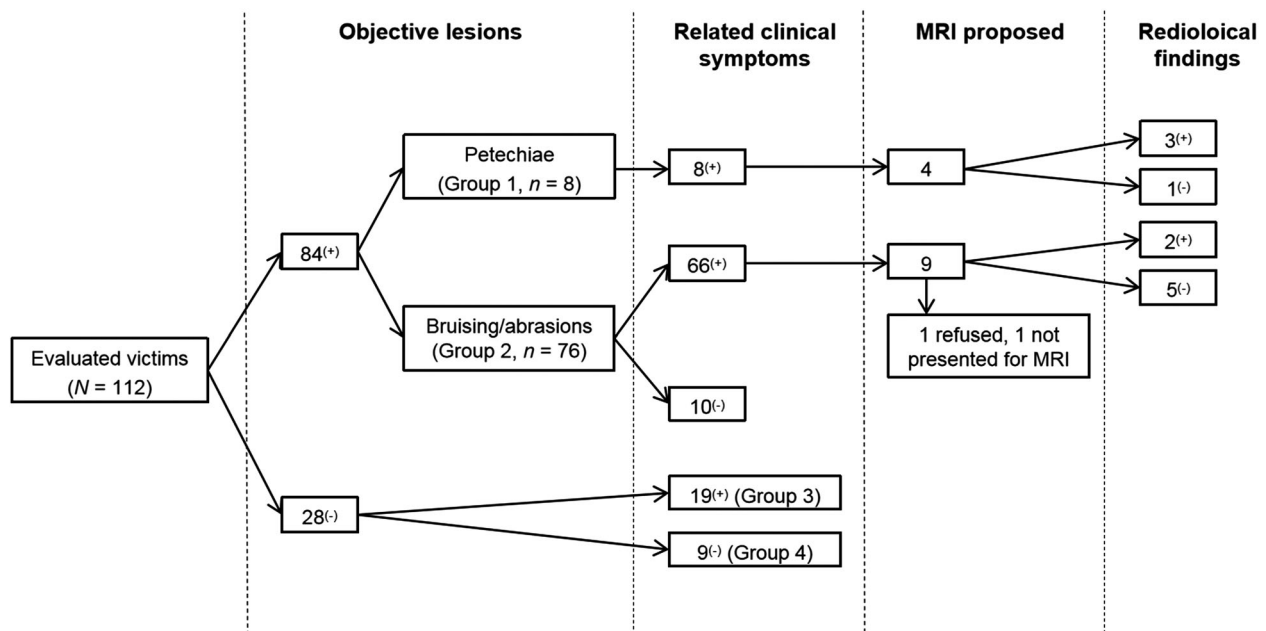 Objective lesions
Related clinical
symptoms
MRI proposed
Redioloical
findings
Evaluated victims
(N = 112)
84(+)
28(-)
Petechiae
(Group 1, n = 8)
Bruising/abrasions
(Group 2, n = 76)
8(+)
66(+)
10(-)
19(+) (Group 3)
9(-) (Group 4)
4
9
1 refused, 1 not
presented for MRI
3(+)
1(-)
2(+)
5(-)